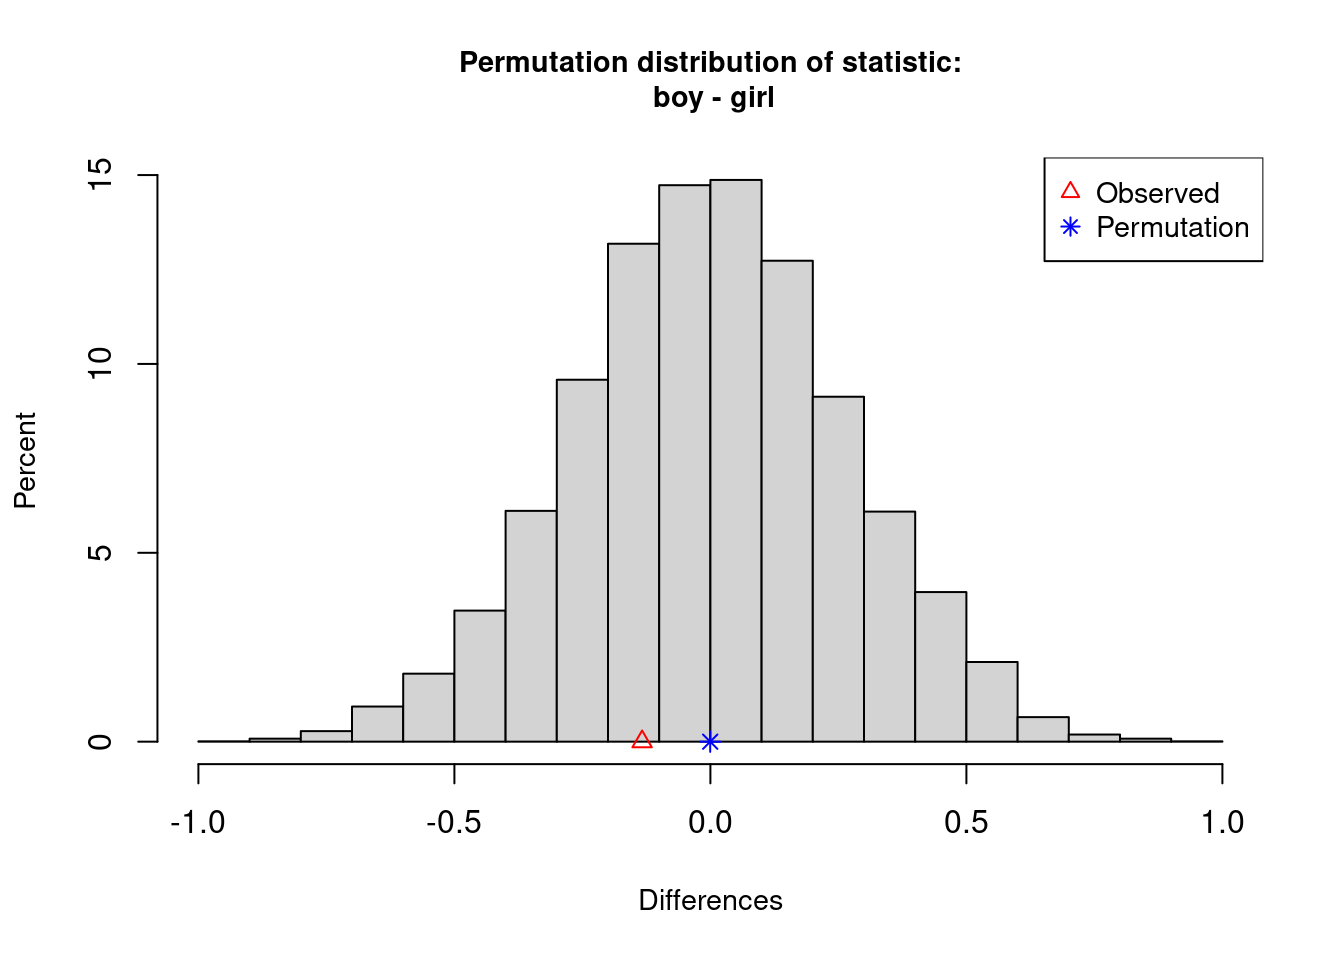 Permutation distribution of statistic:
boy - girl
Observed
Permutation
15
10
5
0
Percent
-1.0 -0.5 0.0 0.5 1.0
Differences